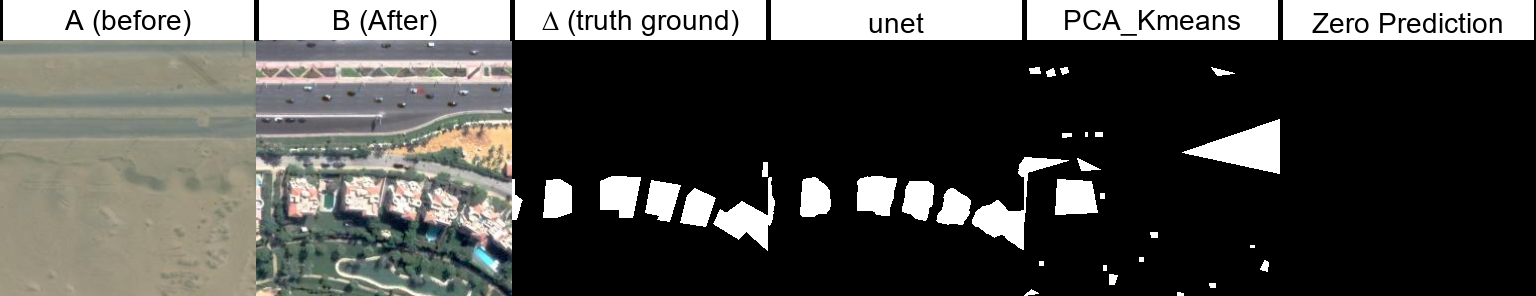 A (before)
B (After)
Δ (truth ground)
unet
PCA_Kmeans
Zero Prediction